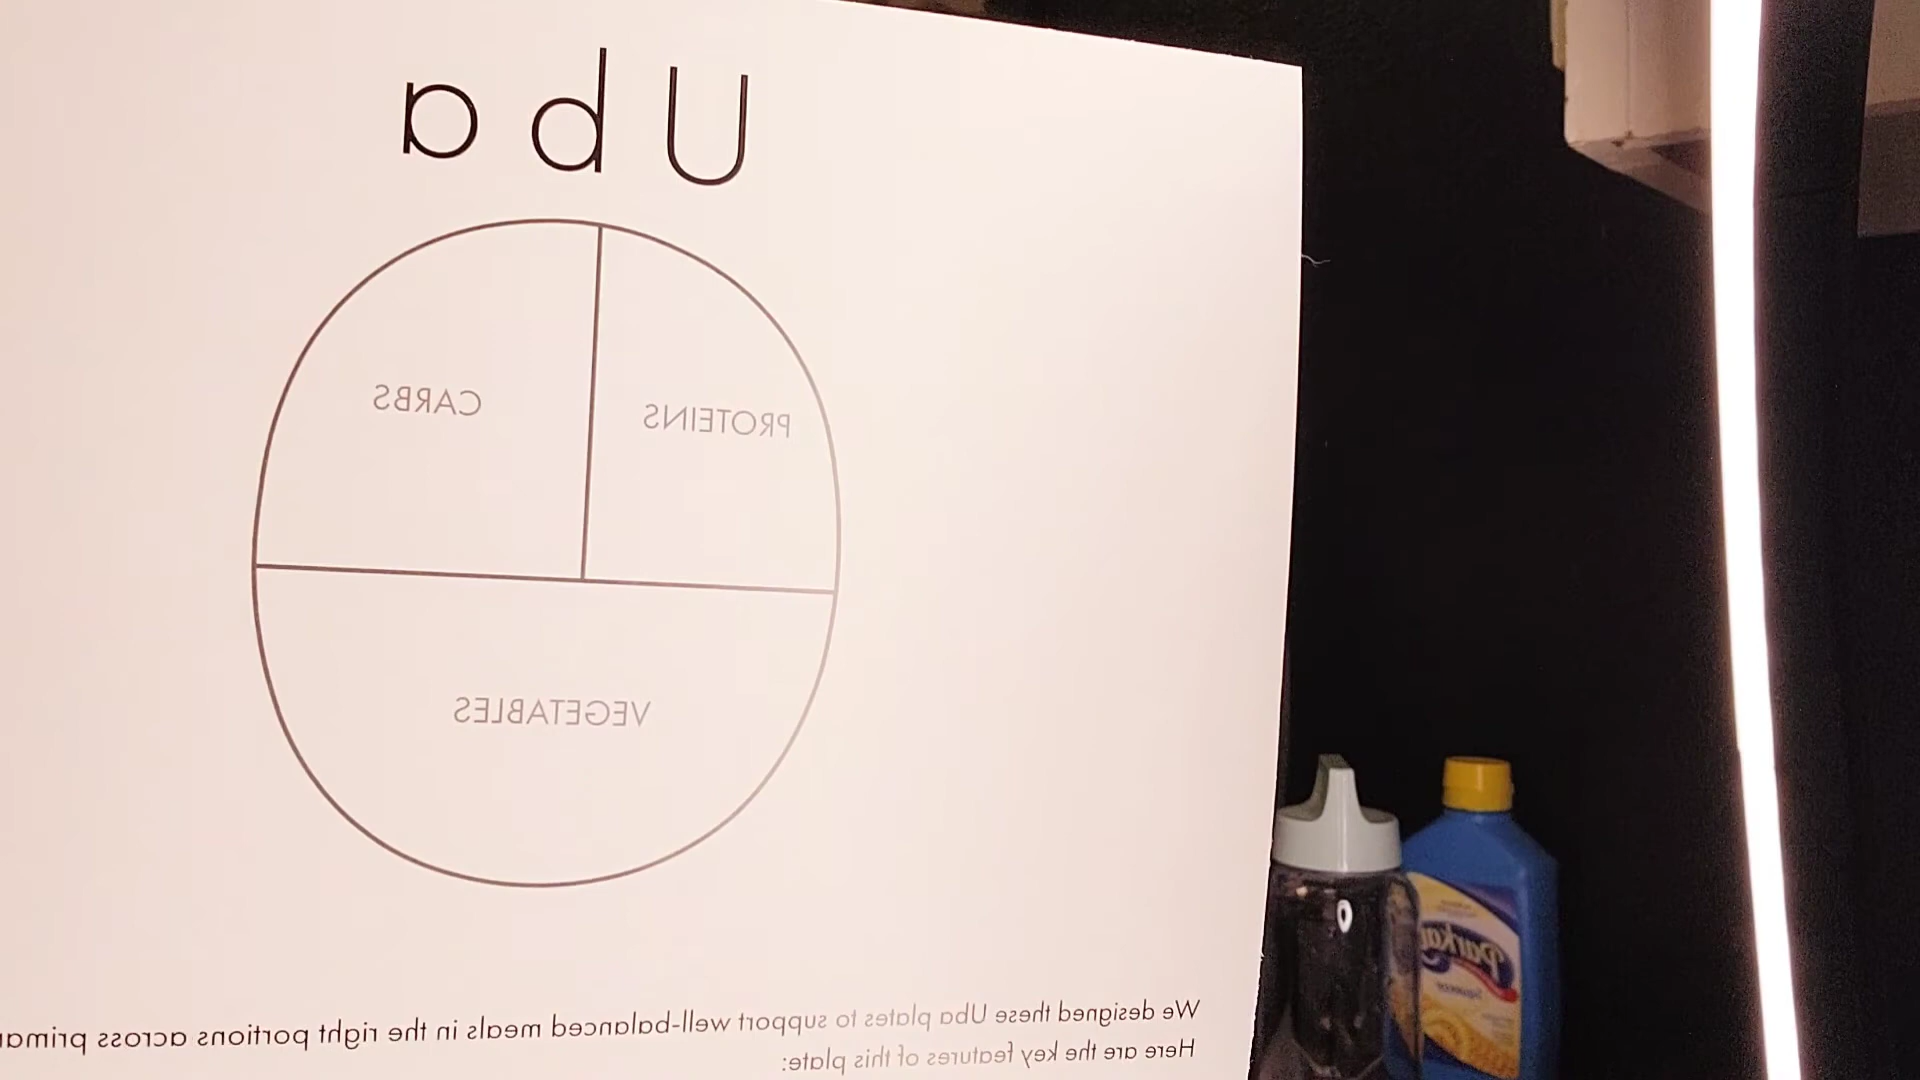 Uba
PROTEINS
CARBS
VEGETABLES
We designed these Uba plates to support well-balanced meals in the right portions across
Here are the key features of this plate:
Squeeze